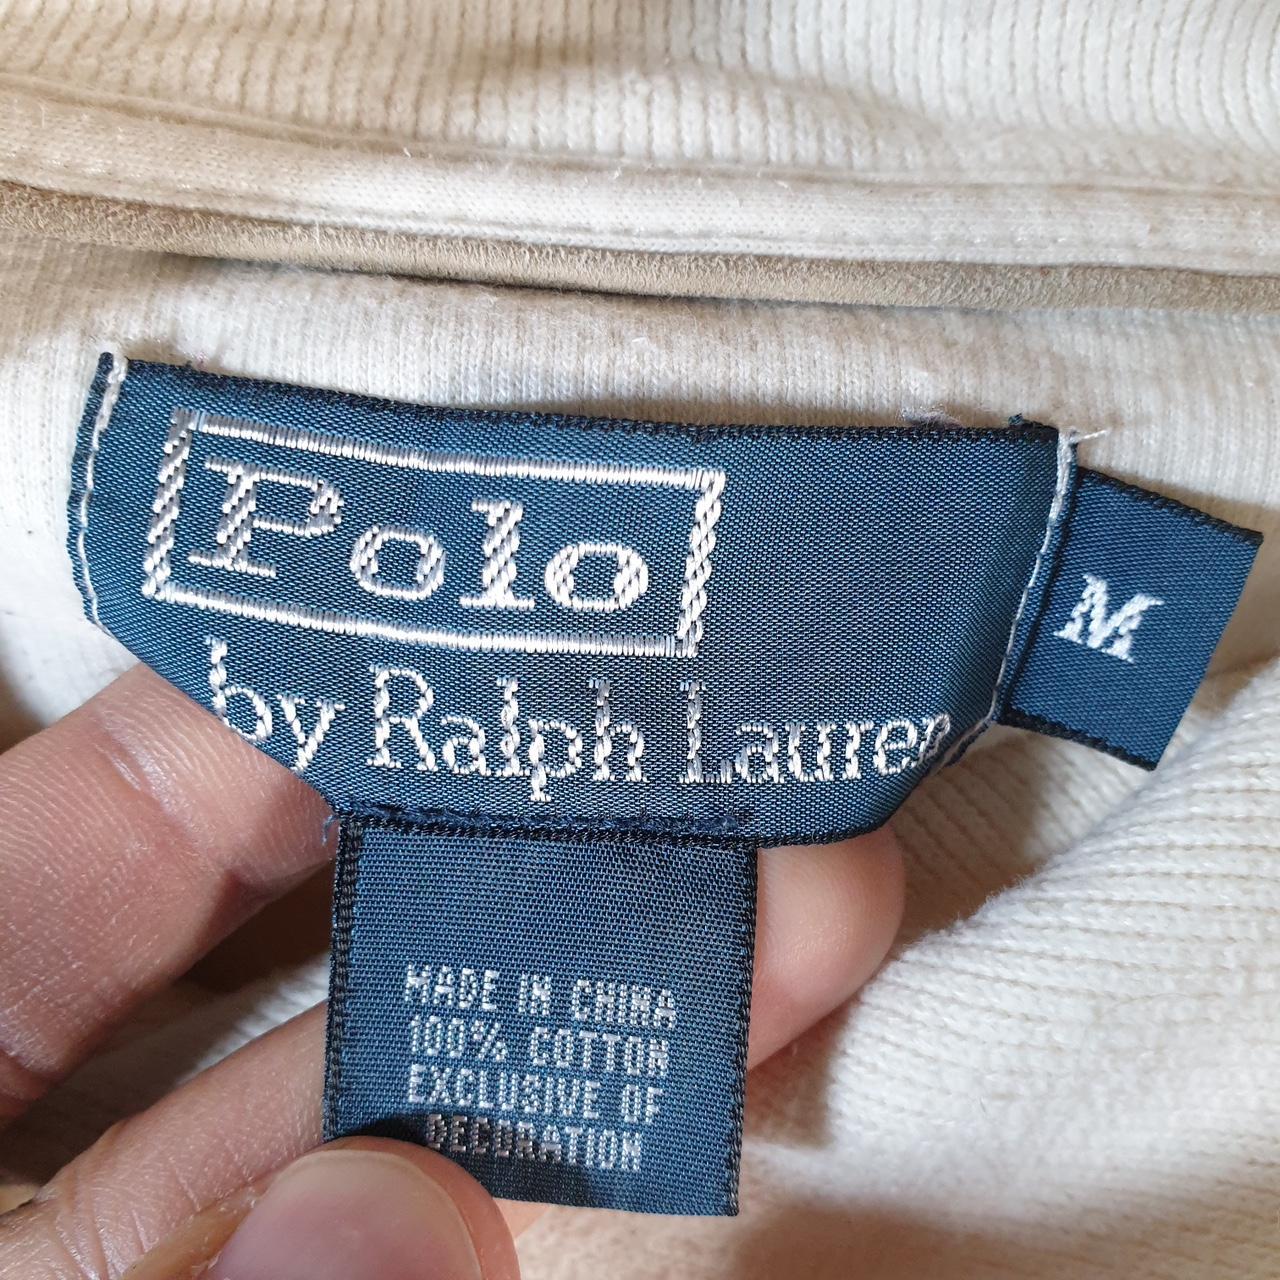 Polo
by Ralph Lauren
M
MADE IN CHINA
100% COTTON
EXCLUSIVE OF
DECORATION